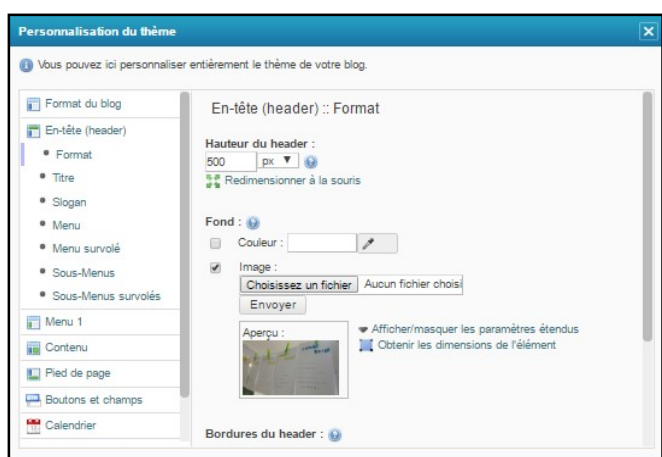 Personnalisation du thème
Vous pouvez ici personnaliser entièrement le thème de votre blog.
Format du blog
En-tête (header)
Format
Titre
Slogan
Menu
Menu survolé
Sous-Menus
Sous-Menus survolés
Menu 1
Contenu
Pied de page
Boutons et champs
Calendrier
En-tête (header) :: Format
Hauteur du header :
500 px
Redimensionner à la souris
Fond :
Couleur :
Image :
Choisissez un fichier Aucun fichier choisi
Envoyer
Aperçu :
Afficher/masquer les paramètres étendus
Obtenir les dimensions de l'élément
Bordures du header :